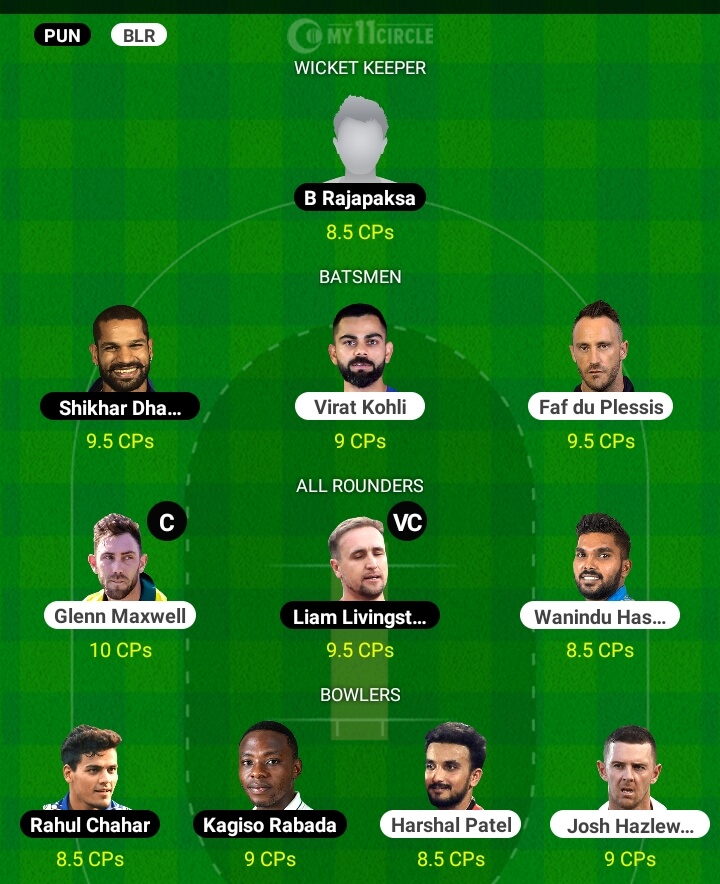 PUN BLR
MY11CIRCLE
WICKET KEEPER
B Rajapaksa
8.5 CPs
BATSMEN
Shikhar Dha... Virat Kohli Faf du Plessis
9.5 CPs 9 CPs 9.5 CPs
ALL ROUNDERS
C VC
Glenn Maxwell Liam Livingst... Wanindu Has...
10 CPs 9.5 CPs 8.5 CPs
BOWLERS
Rahul Chahar Kagiso Rabada Harshal Patel Josh Hazlew...
8.5 CPs 9 CPs 8.5 CPs 9 CPs